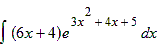 ∫ (6x+4)e^{3x^2+4x+5} dx